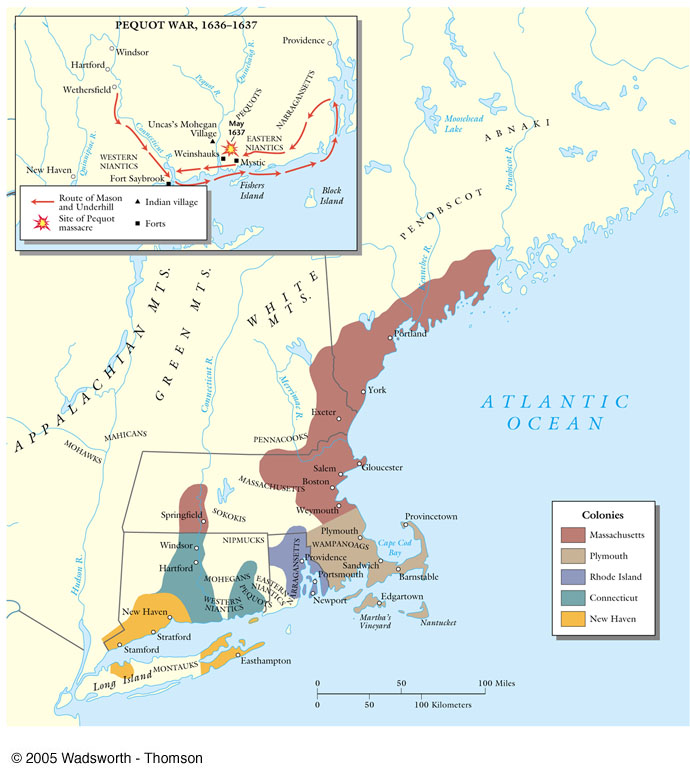 PEQUOT WAR, 1636–1637
Windsor
Hartford
Wethersfield
Providence
Pequot R.
Quinebaug R.
Connecticut R.
Quinnipiac R.
Uncas's Mohegan
Village
PEQUOTS
NARRAGANSETTS
May
1637
EASTERN
NIANTICS
Weinshauks
Mystic
WESTERN
NIANTICS
New Haven
Fort Saybrook
Fishers
Island
Block
Island
Route of Mason
and Underhill
Indian village
Site of Pequot
massacre
Forts
Moosehead
Lake
ABNAKI
Penobscot R.
PENOBSCOT
Kennebec R.
APPALACHIAN MTS.
GREEN MTS.
WHITE
MTS.
Connecticut R.
Merrimac R.
Portland
York
Exeter
ATLANTIC
OCEAN
MAHICANS
MOHAWKS
PENNACOOKS
Gloucester
Salem
MASSACHUSETTS
Boston
Weymouth
Springfield
SOKOKIS
Provincetown
Plymouth
NIPMUCKS
WAMPANOAGS
Cape Cod
Bay
Windsor
Hartford
Providence
Sandwich
Barnstable
Portsmouth
NARRAGANSETTS
MOHEGANS
EASTERN
NIANTICS
PEQUOTS
WESTERN
NIANTICS
Newport
Edgartown
Martha's
Vineyard
Nantucket
Hudson R.
New Haven
Stratford
Stamford
Easthampton
MONTAUKS
Long Island
Colonies
Massachusetts
Plymouth
Rhode Island
Connecticut
New Haven
0 50 100 Miles
0 50 100 Kilometers
© 2005 Wadsworth - Thomson